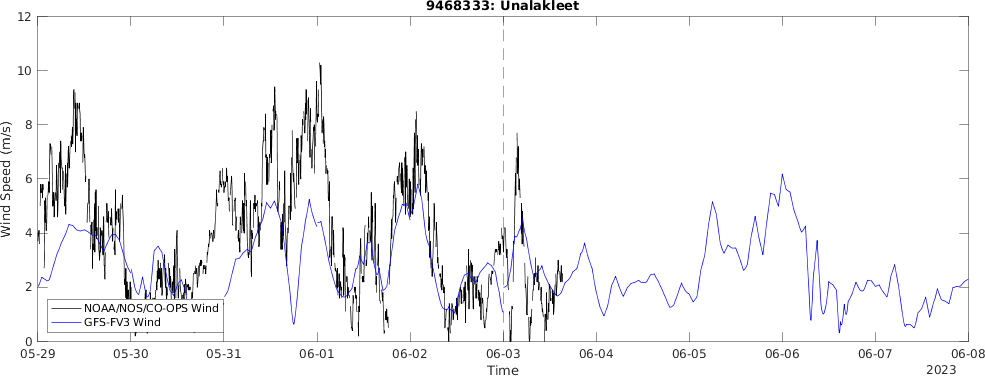 9468333: Unalakleet
Wind Speed (m/s)
12
10
8
6
4
2
0
NOAA/NOS/CO-OPS Wind
GFS-FV3 Wind
05-29 05-30 05-31 06-01 06-02 06-03 06-04 06-05 06-06 06-07 06-08
Time
2023